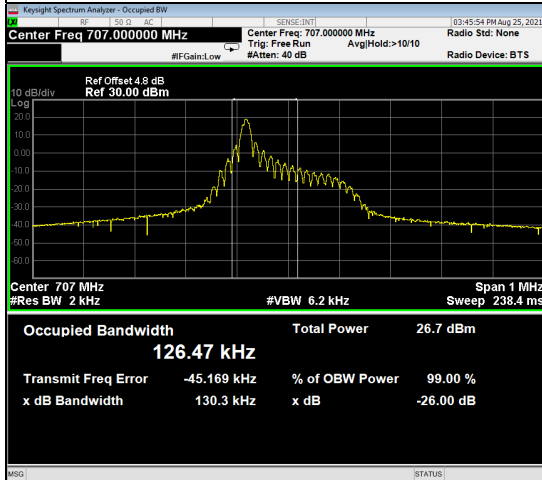 Keysight Spectrum Analyzer - Occupied BW
RF 50 Ω AC SENSE:INT 03:45:54 PM Aug 25, 2021
Center Freq 707.000000 MHz Center Freq: 707.000000 MHz Radio Std: None
Trig: Free Run Avg|Hold:>10/10
#IFGain:Low #Atten: 40 dB Radio Device: BTS
Ref Offset 4.8 dB
10 dB/div Ref 30.00 dBm
Log
20.0
10.0
0.00
-10.0
-20.0
-30.0
-40.0
-50.0
-60.0
Center 707 MHz Span 1 MHz
#Res BW 2 kHz #VBW 6.2 kHz Sweep 238.4 ms
Occupied Bandwidth Total Power 26.7 dBm
126.47 kHz
Transmit Freq Error -45.169 kHz % of OBW Power 99.00 %
x dB Bandwidth 130.3 kHz x dB -26.00 dB
MSG STATUS